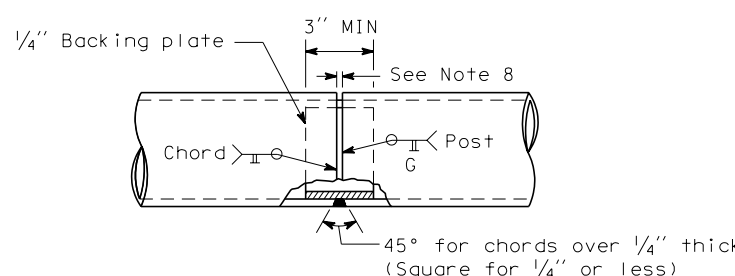 3" MIN
1/4" Backing plate
See Note 8
Chord
Post
G
45° for chords over 1/4" thick
(Square for 1/4" or less)